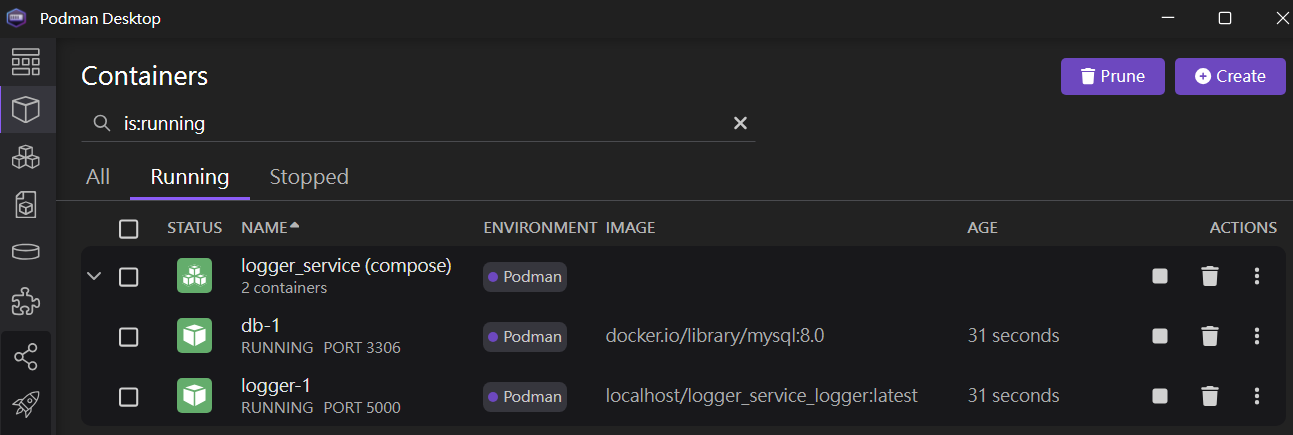 Podman Desktop
Containers
Prune
Create
is:running
All Running Stopped
STATUS NAME ENVIRONMENT IMAGE AGE ACTIONS
logger_service (compose)
2 containers
Podman
db-1
RUNNING PORT 3306
Podman
docker.io/library/mysql:8.0
31 seconds
logger-1
RUNNING PORT 5000
Podman
localhost/logger_service_logger:latest
31 seconds